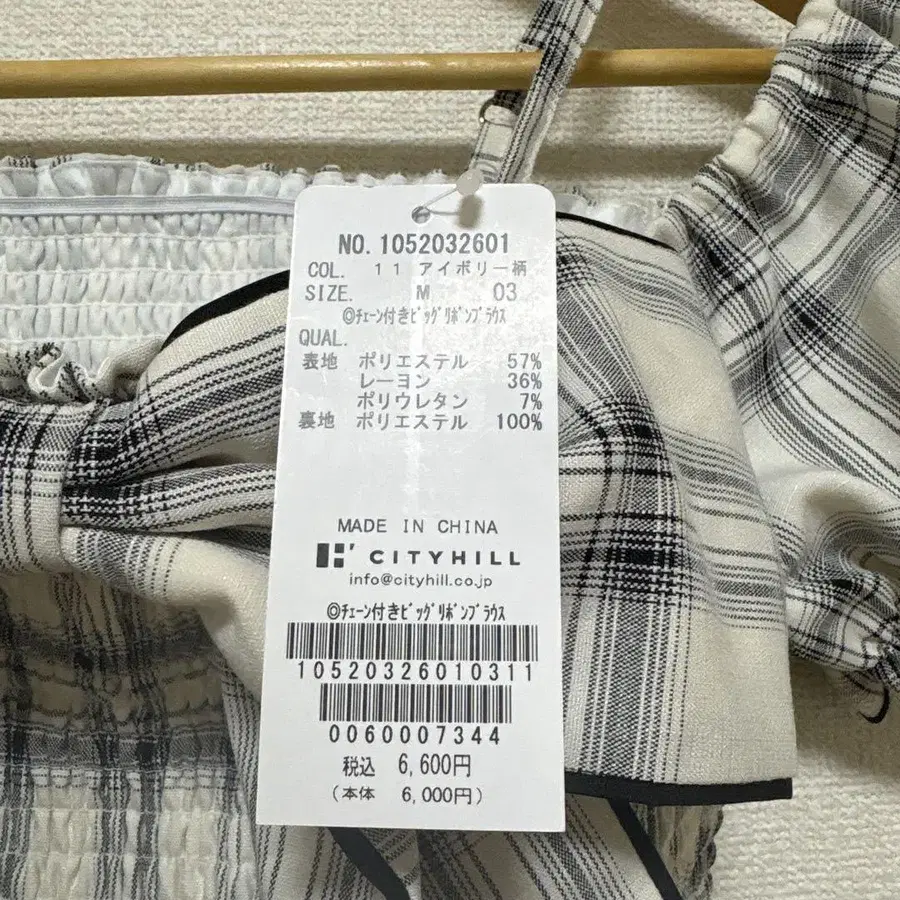 NO. 1052032601
COL. 11 アイボリー柄
SIZE. M 03
◎チェーン付きビッグリボンブラウス
QUAL.
表地 ポリエステル 57%
レーヨン 36%
ポリウレタン 7%
裏地 ポリエステル 100%
MADE IN CHINA
CITYHILL
info@cityhill.co.jp
◎チェーン付きビッグリボンブラウス
10520326010311
0060007344
税込 6,600円
(本体 6,000円)